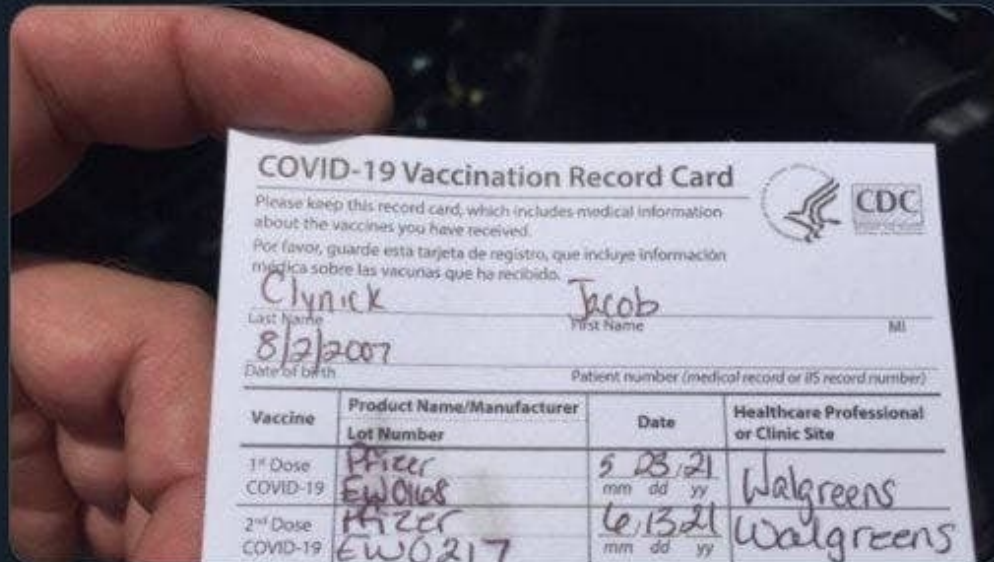 COVID-19 Vaccination Record Card
CDC
Please keep this record card, which includes medical information
about the vaccines you have received.
Por favor, guarde esta tarjeta de registro, que incluye información
médica sobre las vacunas que ha recibido.
Clynick Jacob
Last Name First Name MI
8/2/2007
Date of birth Patient number (medical record or IIS record number)
Vaccine Product Name/Manufacturer Date Healthcare Professional
Lot Number or Clinic Site
1st Dose Pfizer 5 23 21 Walgreens
COVID-19 EW0168 mm dd yy
2nd Dose Pfizer 6 13 21 Walgreens
COVID-19 EW0217 mm dd yy